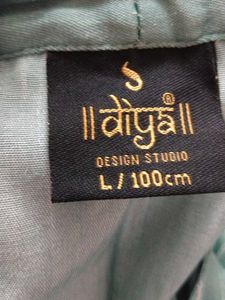 ||diya||®
DESIGN STUDIO
L / 100cm